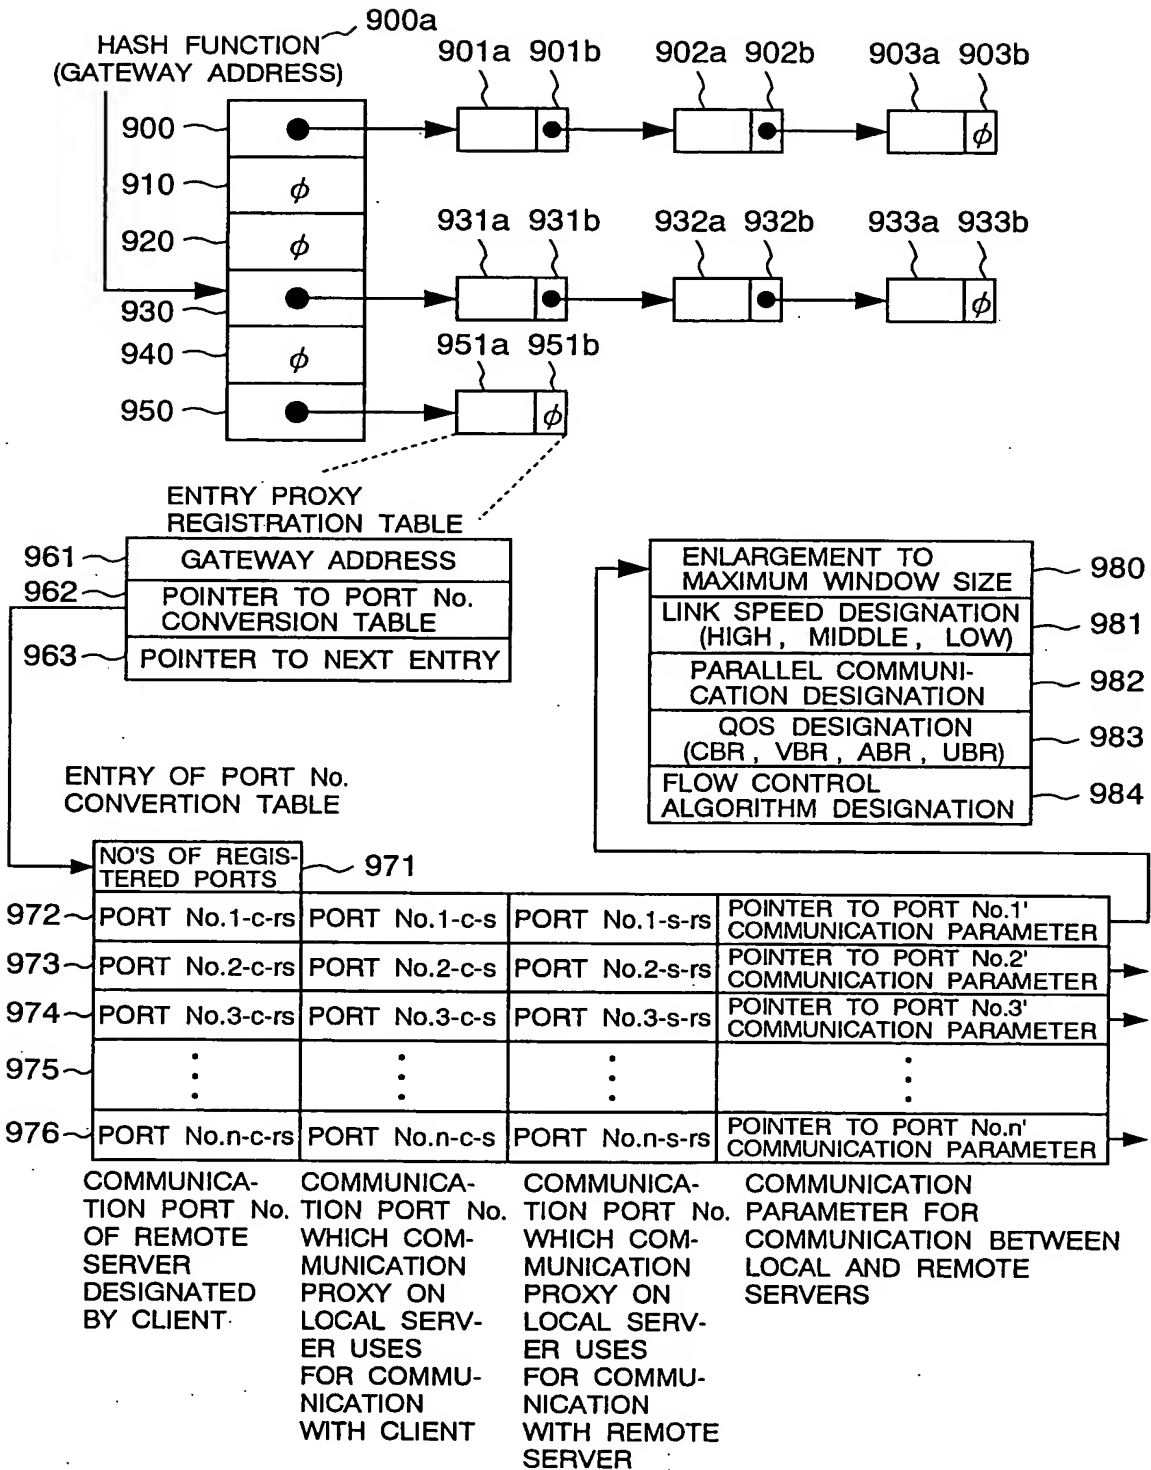 900a
HASH FUNCTION
(GATEWAY ADDRESS)
901a 901b 902a 902b 903a 903b
900
ϕ
910 ϕ
920 ϕ
931a 931b 932a 932b 933a 933b
930
ϕ
940 ϕ
951a 951b
950
ϕ
ENTRY PROXY
REGISTRATION TABLE
961 GATEWAY ADDRESS
962 POINTER TO PORT No.
CONVERSION TABLE
963 POINTER TO NEXT ENTRY
ENLARGEMENT TO
MAXIMUM WINDOW SIZE 980
LINK SPEED DESIGNATION
(HIGH, MIDDLE, LOW) 981
PARALLEL COMMUNI-
CATION DESIGNATION 982
QOS DESIGNATION
(CBR, VBR, ABR, UBR) 983
FLOW CONTROL
ALGORITHM DESIGNATION 984
ENTRY OF PORT No.
CONVERTION TABLE
NO'S OF REGIS-
TERED PORTS
971
972 PORT No.1-c-rs PORT No.1-c-s PORT No.1-s-rs POINTER TO PORT No.1'
COMMUNICATION PARAMETER
973 PORT No.2-c-rs PORT No.2-c-s PORT No.2-s-rs POINTER TO PORT No.2'
COMMUNICATION PARAMETER
974 PORT No.3-c-rs PORT No.3-c-s PORT No.3-s-rs POINTER TO PORT No.3'
COMMUNICATION PARAMETER
975
976 PORT No.n-c-rs PORT No.n-c-s PORT No.n-s-rs POINTER TO PORT No.n'
COMMUNICATION PARAMETER
COMMUNICA-
TION PORT No.
OF REMOTE
SERVER
DESIGNATED
BY CLIENT
COMMUNICA-
TION PORT No.
WHICH COM-
MUNICATION
PROXY ON
LOCAL SERV-
ER USES
FOR COMMU-
NICATION
WITH CLIENT
COMMUNICA-
TION PORT No.
WHICH COM-
MUNICATION
PROXY ON
LOCAL SERV-
ER USES
FOR COMMU-
NICATION
WITH REMOTE
SERVER
COMMUNICATION
PARAMETER FOR
COMMUNICATION BETWEEN
LOCAL AND REMOTE
SERVERS